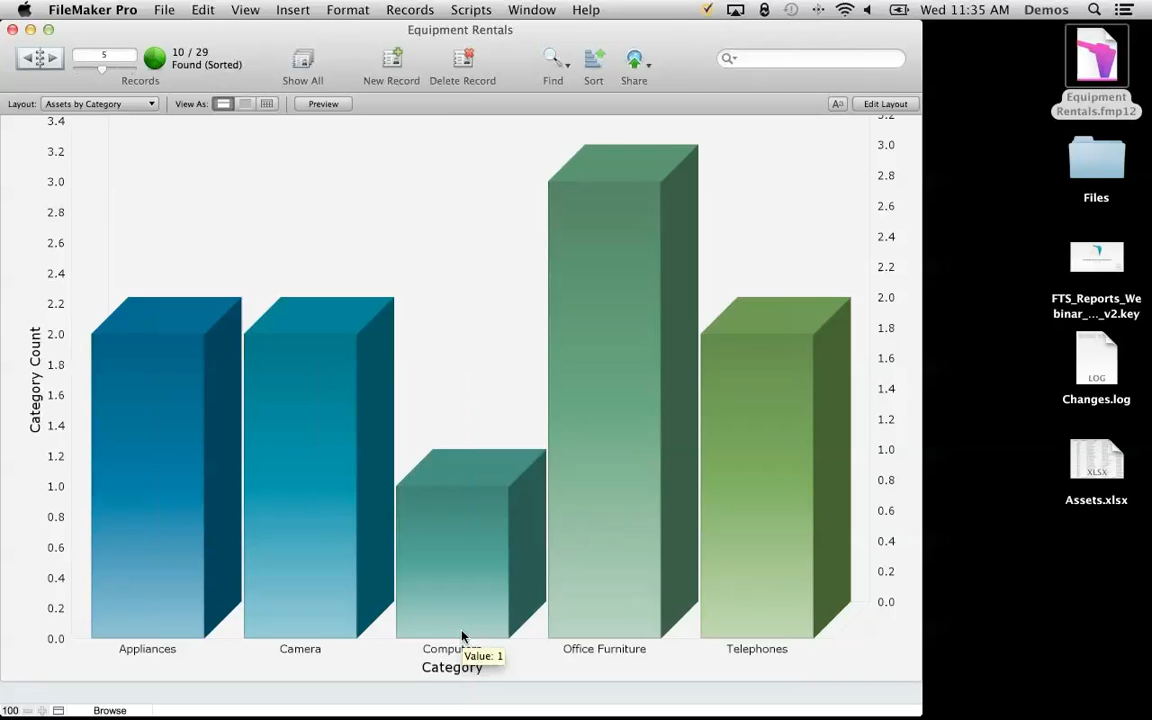 FileMaker Pro File Edit View Insert Format Records Scripts Window Help Wed 11:35 AM Demos
Equipment Rentals
5
10 / 29
Found (Sorted)
Records
Show All
New Record
Delete Record
Find
Sort
Share
Layout: Assets by Category View As: Preview Aa Edit Layout
3.4
3.2
3.0
2.8
2.6
2.4
2.2
2.0
1.8
1.6
1.4
1.2
1.0
0.8
0.6
0.4
0.2
0.0
Category Count
3.2
3.0
2.8
2.6
2.4
2.2
2.0
1.8
1.6
1.4
1.2
1.0
0.8
0.6
0.4
0.2
0.0
Appliances Camera Office Furniture Telephones
Value: 1
Category
100 Browse
Equipment
Rentals.fmp12
Files
FTS_Reports_We
binar_..._v2.key
LOG
Changes.log
XLSX
Assets.xlsx